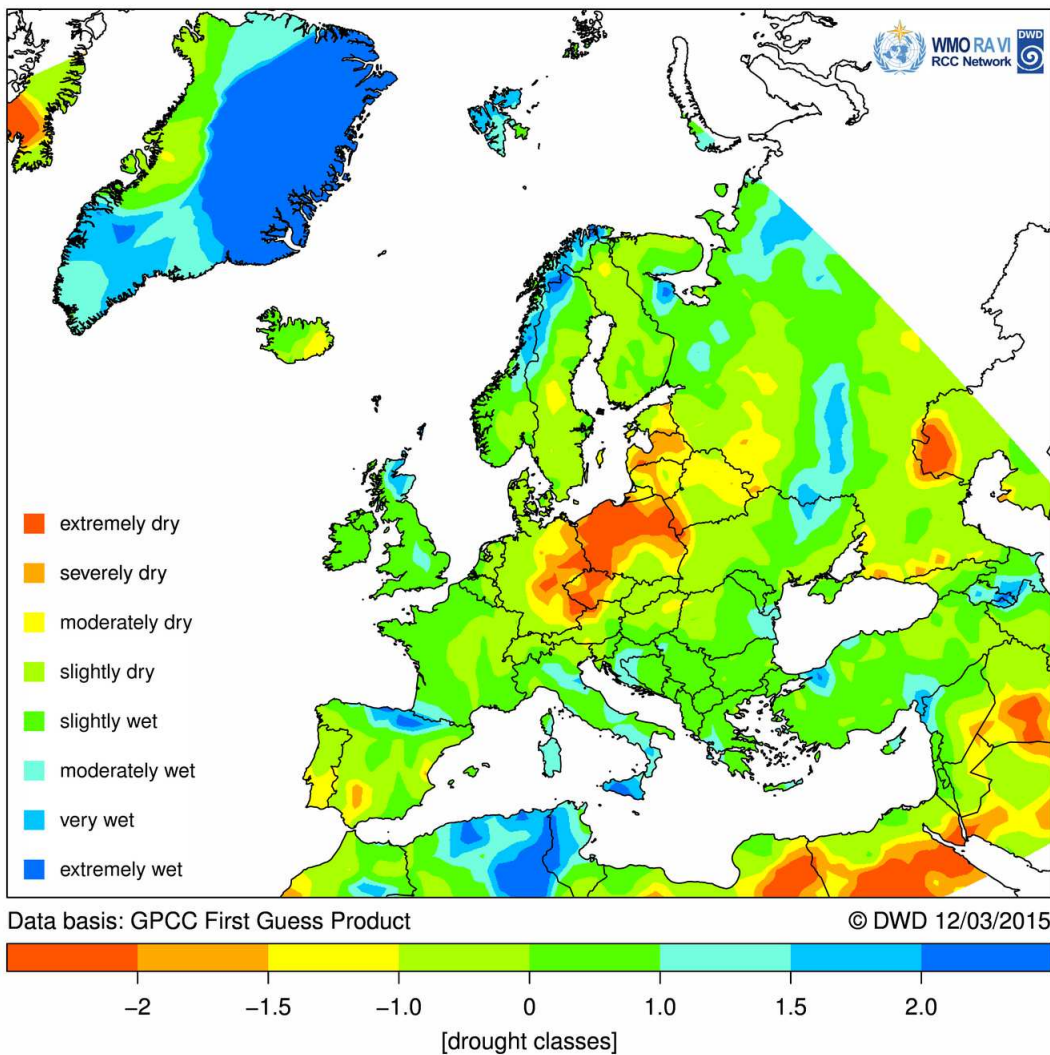 WMO RA VI
RCC Network
DWD
extremely dry
severely dry
moderately dry
slightly dry
slightly wet
moderately wet
very wet
extremely wet
Data basis: GPCC First Guess Product
© DWD 12/03/2015
−2
−1.5
−1.0
0
1.0
1.5
2.0
[drought classes]